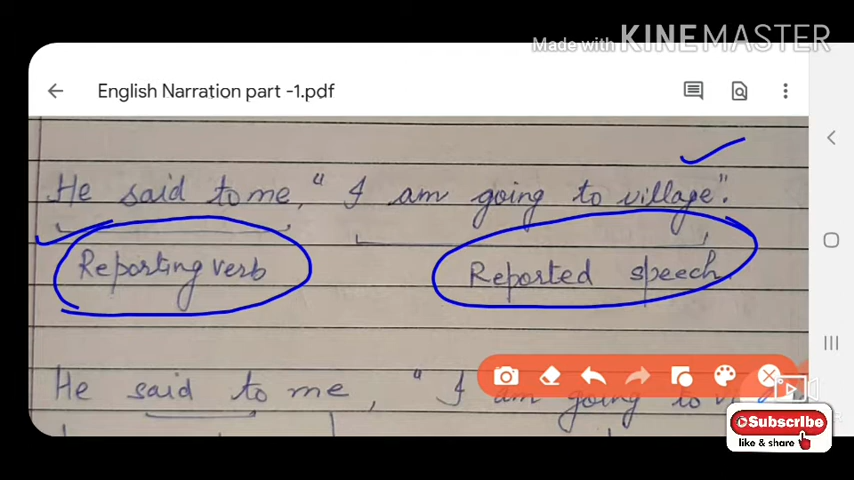 Made with KINEMASTER
English Narration part -1.pdf
He said to me, " I am going to village".
Reporting verb
Reported speech
He said to me, " I am going to
Subscribe
like & share